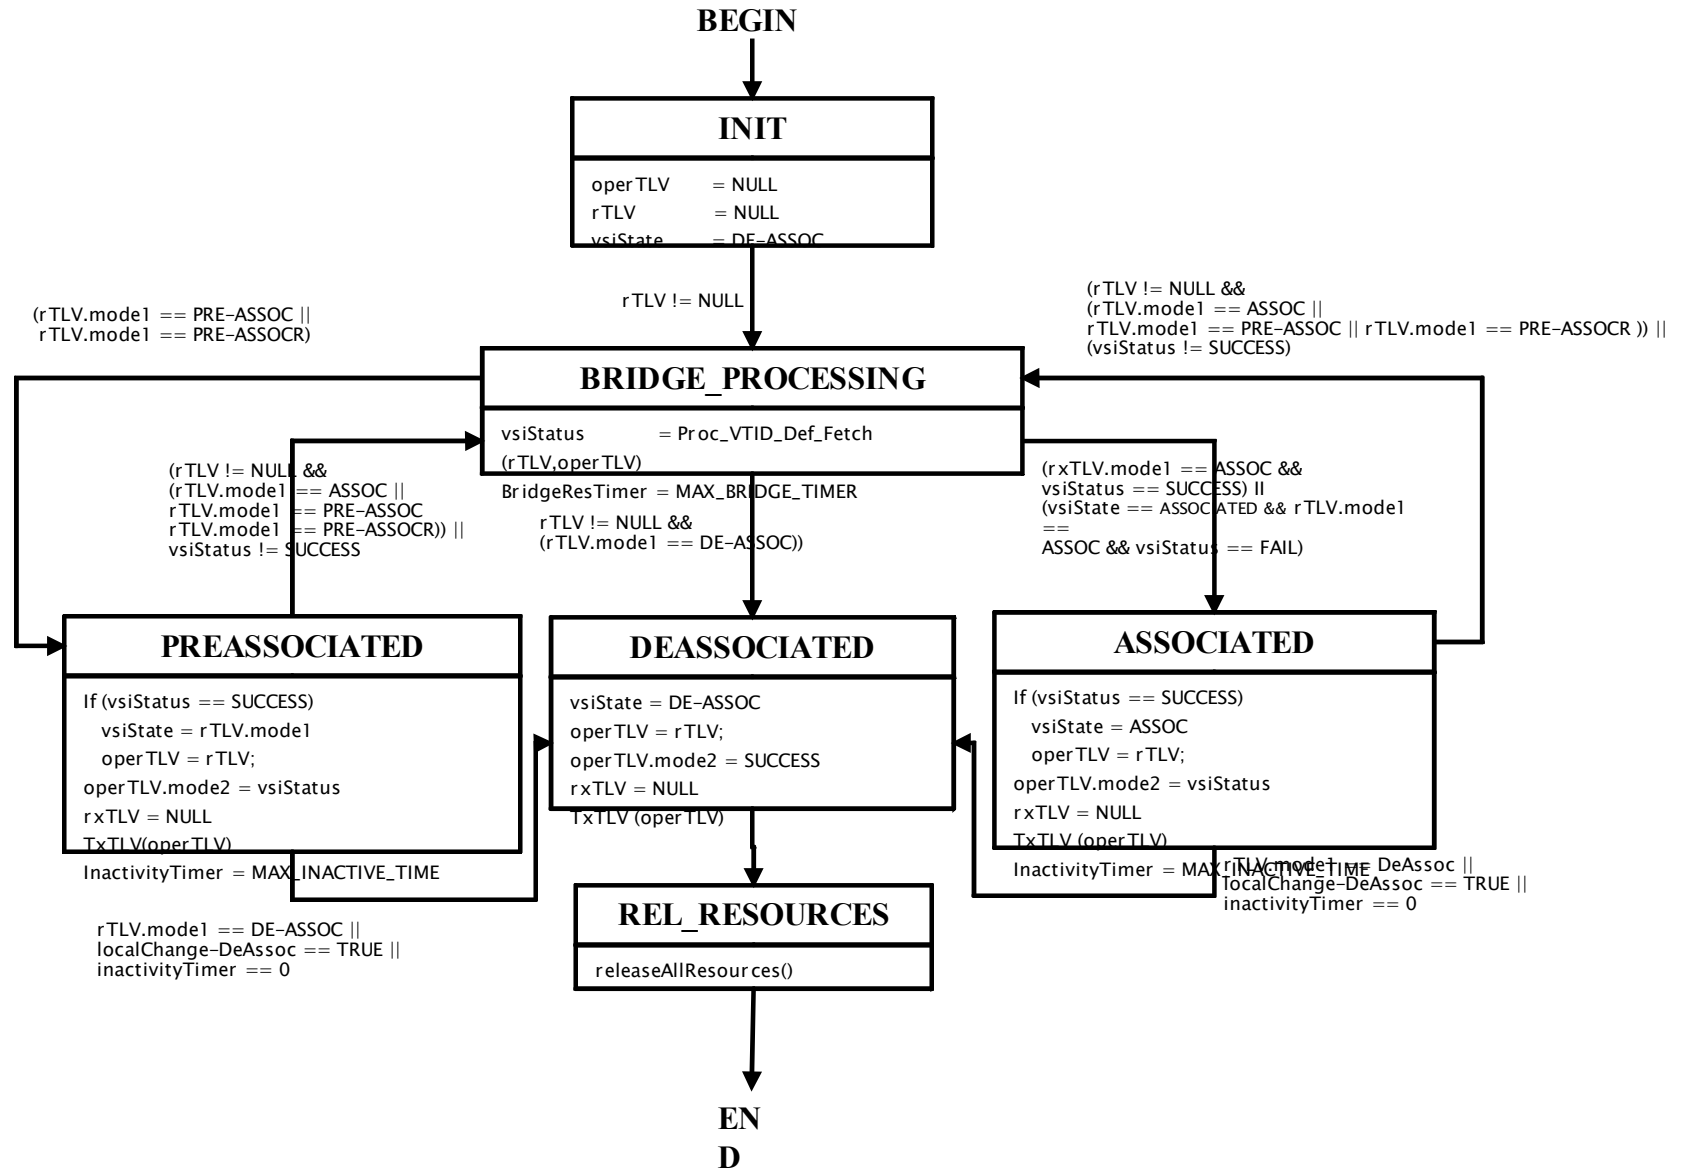 BEGIN
INIT
operTLV = NULL
rTLV = NULL
vsiState = DE-ASSOC
rTLV != NULL
(rTLV.mode1 == PRE-ASSOC ||
rTLV.mode1 == PRE-ASSOCR)
(rTLV != NULL &&
(rTLV.mode1 == ASSOC ||
rTLV.mode1 == PRE-ASSOC || rTLV.mode1 == PRE-ASSOCR )) ||
(vsiStatus != SUCCESS)
BRIDGE_PROCESSING
vsiStatus = Proc_VTID_Def_Fetch
(rTLV,operTLV)
BridgeResTimer = MAX_BRIDGE_TIMER
(rTLV != NULL &&
(rTLV.mode1 == ASSOC ||
rTLV.mode1 == PRE-ASSOC
rTLV.mode1 == PRE-ASSOCR)) ||
vsiStatus != SUCCESS
rTLV != NULL &&
(rTLV.mode1 == DE-ASSOC))
(rxTLV.mode1 == ASSOC &&
vsiStatus == SUCCESS) II
(vsiState == ASSOCIATED && rTLV.mode1
==
ASSOC && vsiStatus == FAIL)
PREASSOCIATED
If (vsiStatus == SUCCESS)
vsiState = rTLV.mode1
operTLV = rTLV;
operTLV.mode2 = vsiStatus
rxTLV = NULL
TxTLV(operTLV)
InactivityTimer = MAX_INACTIVE_TIME
DEASSOCIATED
vsiState = DE-ASSOC
operTLV = rTLV;
operTLV.mode2 = SUCCESS
rxTLV = NULL
TxTLV (operTLV)
ASSOCIATED
If (vsiStatus == SUCCESS)
vsiState = ASSOC
operTLV = rTLV;
operTLV.mode2 = vsiStatus
rxTLV = NULL
TxTLV (operTLV)
InactivityTimer = MAX_INACTIVE_TIME
rTLV.mode1 == DeAssoc ||
localChange-DeAssoc == TRUE ||
inactivityTimer == 0
rTLV.mode1 == DE-ASSOC ||
localChange-DeAssoc == TRUE ||
inactivityTimer == 0
REL_RESOURCES
releaseAllResources()
EN
D